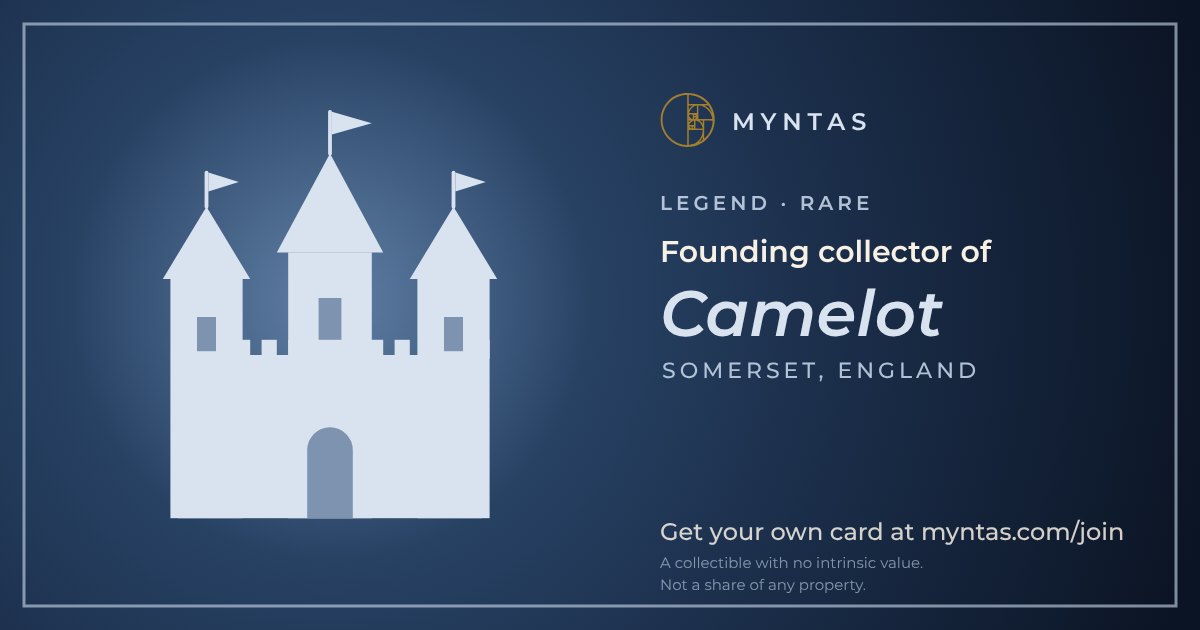 MYNTAS
LEGEND · RARE
Founding collector of
Camelot
SOMERSET, ENGLAND
Get your own card at myntas.com/join
A collectible with no intrinsic value.
Not a share of any property.